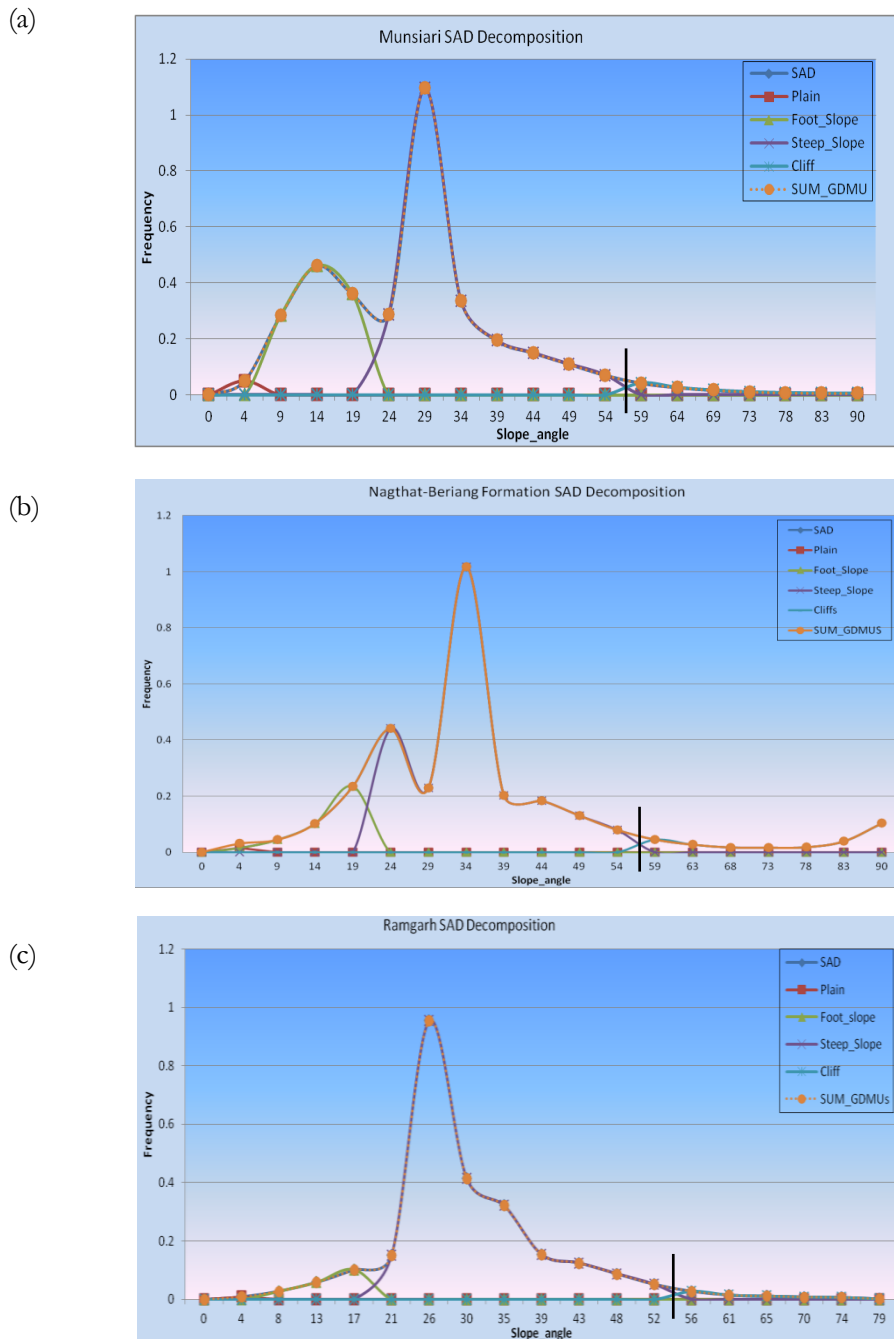 (a)
Munsiari SAD Decomposition
1.2
1
0.8
0.6
0.4
0.2
0
Frequency
SAD
Plain
Foot_Slope
Steep_Slope
Cliff
SUM_GDMU
0 4 9 14 19 24 29 34 39 44 49 54 59 64 69 73 78 83 90
Slope_angle
(b)
Nagthat-Beriang Formation SAD Decomposition
1.2
1
0.8
0.6
0.4
0.2
0
Frequency
SAD
Plain
Foot_Slope
Steep_Slope
Cliffs
SUM_GDMUS
0 4 9 14 19 24 29 34 39 44 49 54 59 63 68 73 78 83 90
Slope_angle
(c)
Ramgarh SAD Decomposition
1.2
1
0.8
0.6
0.4
0.2
0
Frequency
SAD
Plain
Foot_slope
Steep_Slope
Cliff
SUM_GDMUs
0 4 9 13 17 21 26 30 35 39 43 48 52 56 61 65 70 74 79
Slope_angle